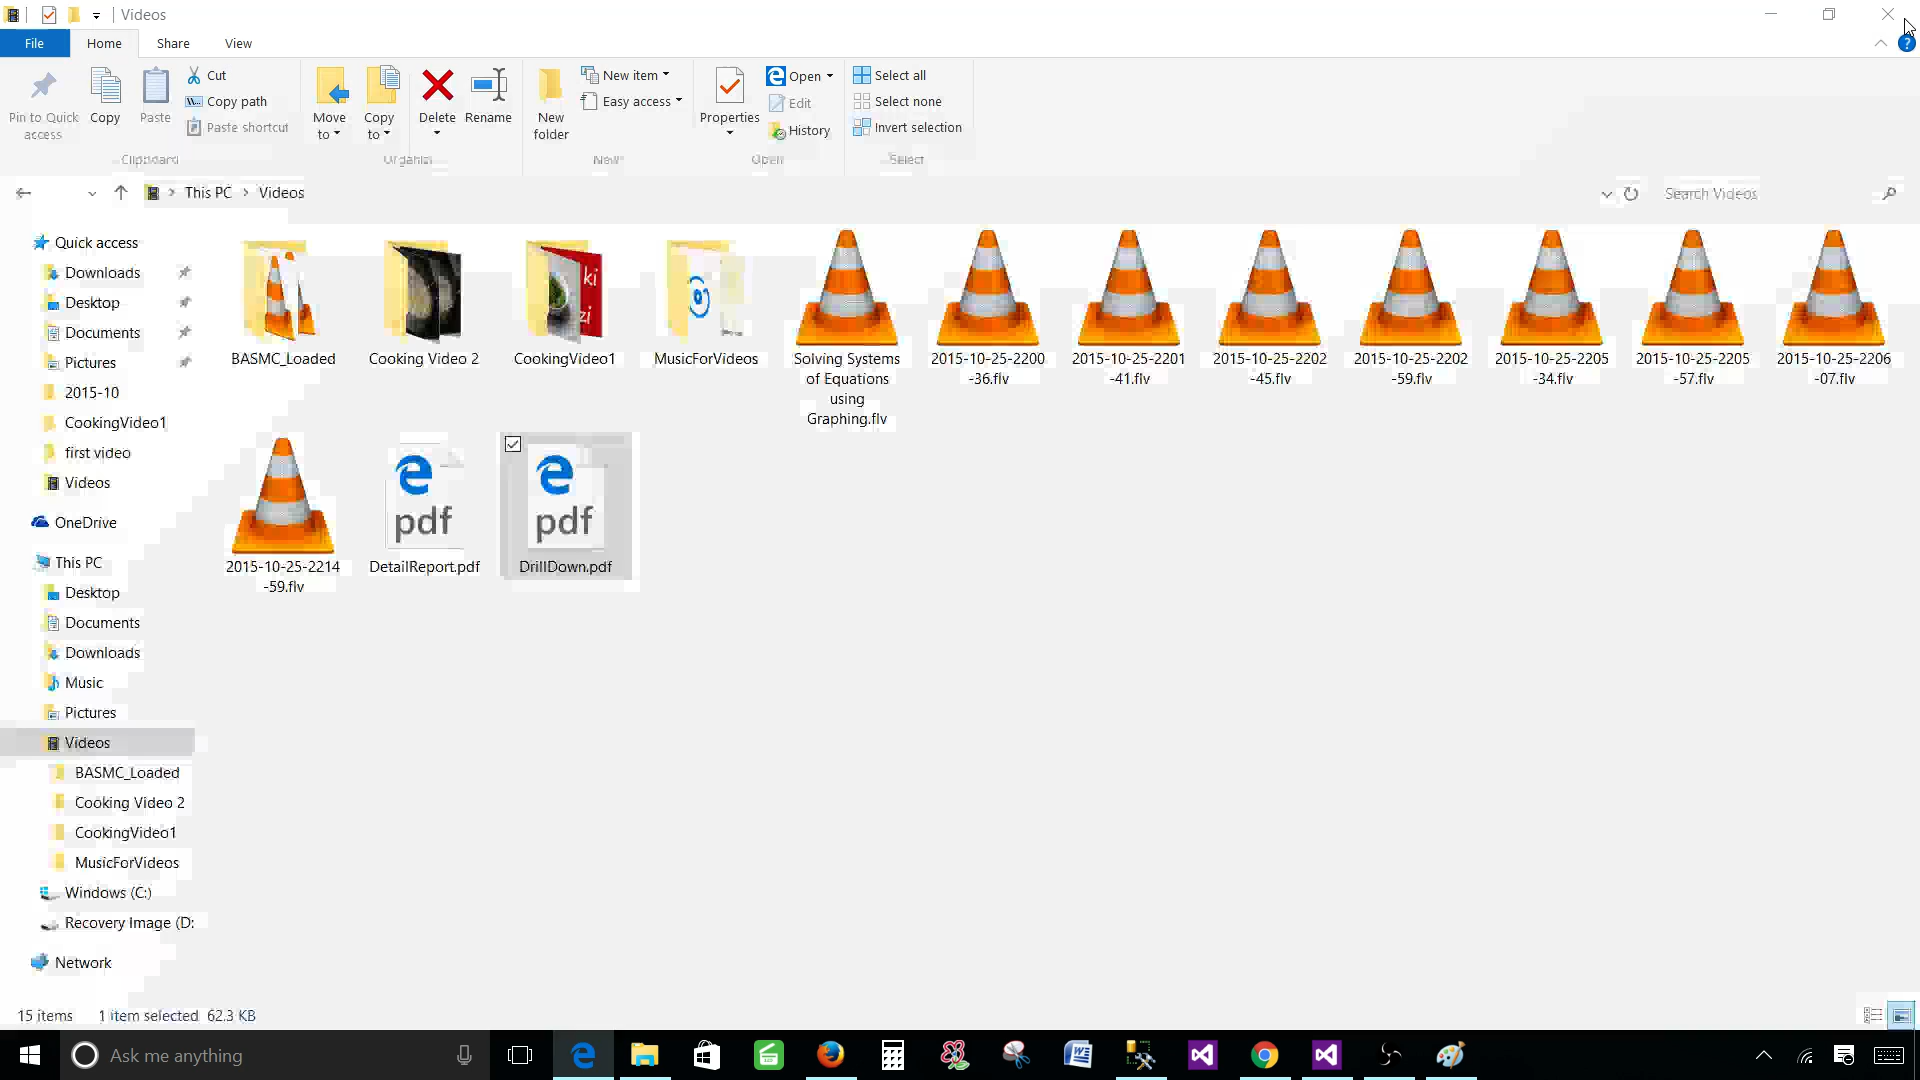 Videos
File Home Share View
Pin to Quick access
Copy
Paste
Cut
Copy path
Paste shortcut
Move to
Copy to
Delete
Rename
New folder
New item
Easy access
Properties
Open
Edit
History
Select all
Select none
Invert selection
Clipboard Organize New Open Select
This PC > Videos
Search Videos
Quick access
Downloads
Desktop
Documents
Pictures
2015-10
CookingVideo1
first video
Videos
OneDrive
This PC
Desktop
Documents
Downloads
Music
Pictures
Videos
BASMC_Loaded
Cooking Video 2
CookingVideo1
MusicForVideos
Windows (C:)
Recovery Image (D:
Network
ki
zi
BASMC_Loaded
Cooking Video 2
CookingVideo1
MusicForVideos
Solving Systems
of Equations
using
Graphing.flv
2015-10-25-2200
-36.flv
2015-10-25-2201
-41.flv
2015-10-25-2202
-45.flv
2015-10-25-2202
-59.flv
2015-10-25-2205
-34.flv
2015-10-25-2205
-57.flv
2015-10-25-2206
-07.flv
2015-10-25-2214
-59.flv
pdf
DetailReport.pdf
pdf
DrillDown.pdf
15 items 1 item selected 62.3 KB
Ask me anything